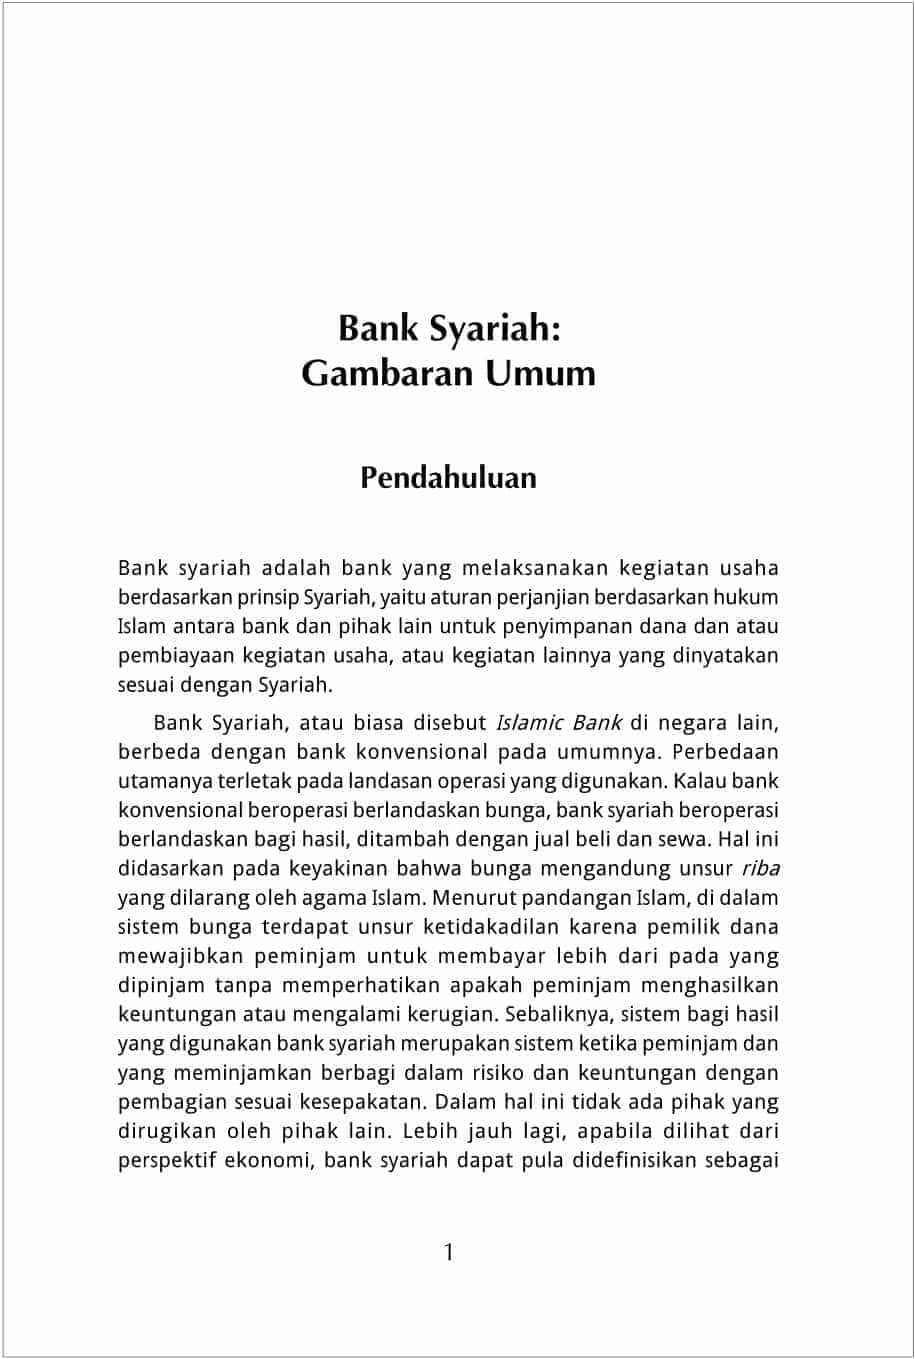 Bank Syariah:
Gambaran Umum
Pendahuluan
Bank syariah adalah bank yang melaksanakan kegiatan usaha
berdasarkan prinsip Syariah, yaitu aturan perjanjian berdasarkan hukum
Islam antara bank dan pihak lain untuk penyimpanan dana dan atau
pembiayaan kegiatan usaha, atau kegiatan lainnya yang dinyatakan
sesuai dengan Syariah.
Bank Syariah, atau biasa disebut Islamic Bank di negara lain,
berbeda dengan bank konvensional pada umumnya. Perbedaan
utamanya terletak pada landasan operasi yang digunakan. Kalau bank
konvensional beroperasi berlandaskan bunga, bank syariah beroperasi
berlandaskan bagi hasil, ditambah dengan jual beli dan sewa. Hal ini
didasarkan pada keyakinan bahwa bunga mengandung unsur riba
yang dilarang oleh agama Islam. Menurut pandangan Islam, di dalam
sistem bunga terdapat unsur ketidakadilan karena pemilik dana
mewajibkan peminjam untuk membayar lebih dari pada yang
dipinjam tanpa memperhatikan apakah peminjam menghasilkan
keuntungan atau mengalami kerugian. Sebaliknya, sistem bagi hasil
yang digunakan bank syariah merupakan sistem ketika peminjam dan
yang meminjamkan berbagi dalam risiko dan keuntungan dengan
pembagian sesuai kesepakatan. Dalam hal ini tidak ada pihak yang
dirugikan oleh pihak lain. Lebih jauh lagi, apabila dilihat dari
perspektif ekonomi, bank syariah dapat pula didefinisikan sebagai
1